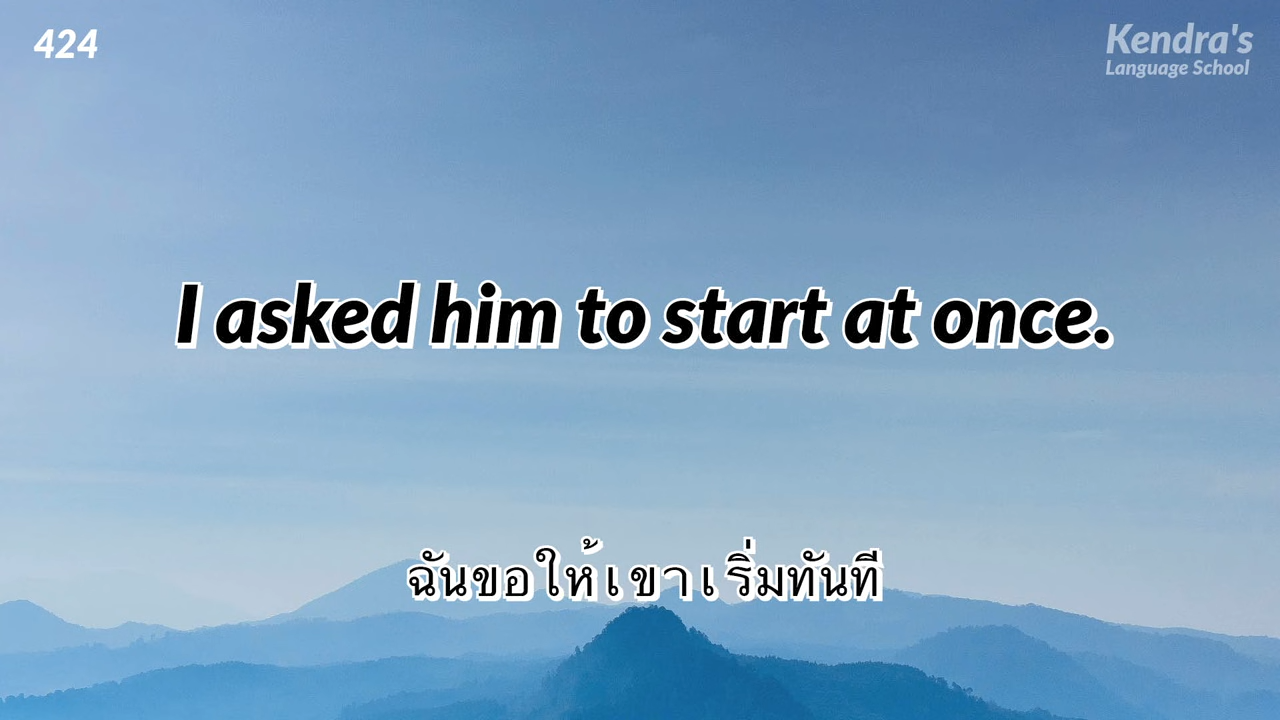 424
Kendra's
Language School
I asked him to start at once.
ฉันขอให้เขาเริ่มทันที